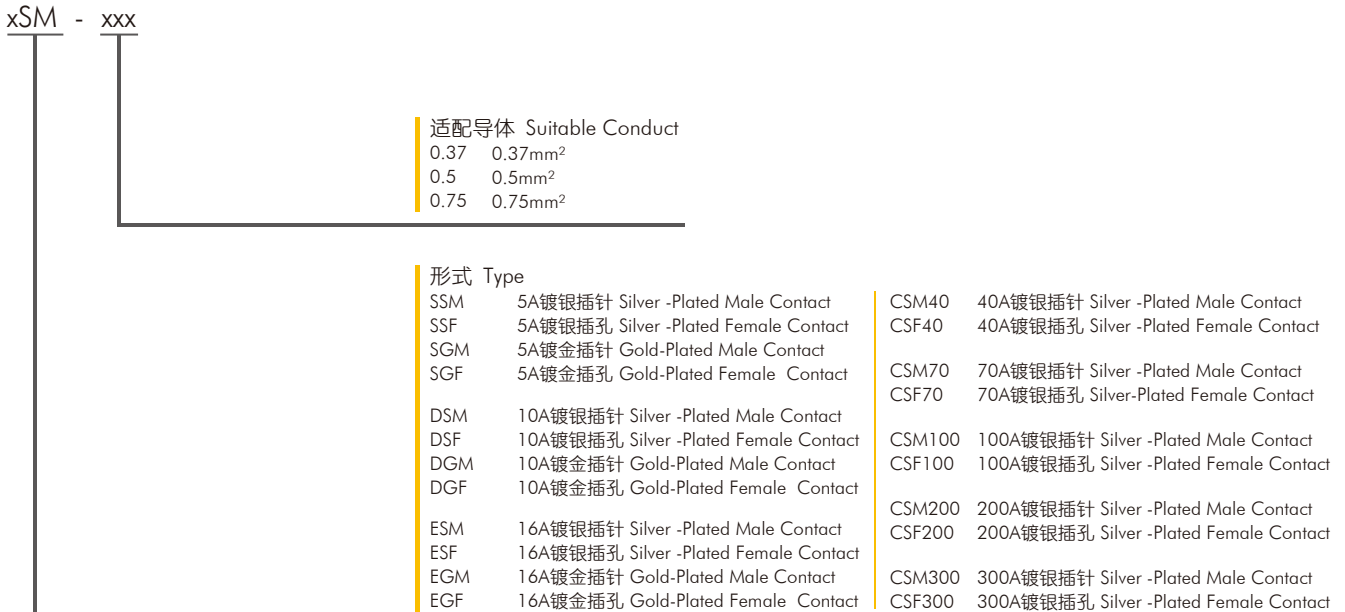 xSM - xxx
适配导体 Suitable Conduct
0.37 0.37mm²
0.5 0.5mm²
0.75 0.75mm²
形式 Type
SSM 5A镀银插针 Silver -Plated Male Contact
SSF 5A镀银插孔 Silver -Plated Female Contact
SGM 5A镀金插针 Gold-Plated Male Contact
SGF 5A镀金插孔 Gold-Plated Female Contact
DSM 10A镀银插针 Silver -Plated Male Contact
DSF 10A镀银插孔 Silver -Plated Female Contact
DGM 10A镀金插针 Gold-Plated Male Contact
DGF 10A镀金插孔 Gold-Plated Female Contact
ESM 16A镀银插针 Silver -Plated Male Contact
ESF 16A镀银插孔 Silver -Plated Female Contact
EGM 16A镀金插针 Gold-Plated Male Contact
EGF 16A镀金插孔 Gold-Plated Female Contact
CSM40 40A镀银插针 Silver -Plated Male Contact
CSF40 40A镀银插孔 Silver -Plated Female Contact
CSM70 70A镀银插针 Silver -Plated Male Contact
CSF70 70A镀银插孔 Silver-Plated Female Contact
CSM100 100A镀银插针 Silver -Plated Male Contact
CSF100 100A镀银插孔 Silver -Plated Female Contact
CSM200 200A镀银插针 Silver -Plated Male Contact
CSF200 200A镀银插孔 Silver -Plated Female Contact
CSM300 300A镀银插针 Silver -Plated Male Contact
CSF300 300A镀银插孔 Silver -Plated Female Contact